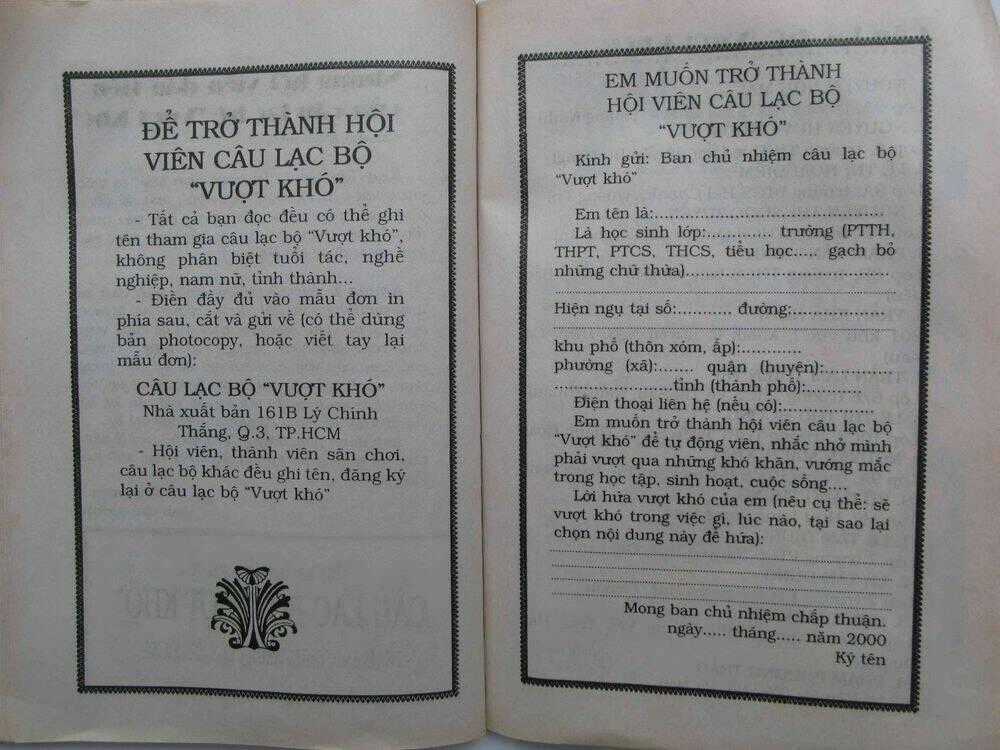 ĐỂ TRỞ THÀNH HỘI
VIÊN CÂU LẠC BỘ
"VƯỢT KHÓ"
- Tất cả bạn đọc đều có thể ghi
tên tham gia câu lạc bộ "Vượt khó",
không phân biệt tuổi tác, nghề
nghiệp, nam nữ, tỉnh thành...
- Điền đầy đủ vào mẫu đơn in
phía sau, cắt và gửi về (có thể dùng
bản photocopy, hoặc viết tay lại
mẫu đơn):
CÂU LẠC BỘ "VƯỢT KHÓ"
Nhà xuất bản 161B Lý Chính
Thắng, Q.3, TP.HCM
- Hội viên, thành viên sân chơi,
câu lạc bộ khác đều ghi tên, đăng ký
lại ở câu lạc bộ "Vượt khó"
EM MUỐN TRỞ THÀNH
HỘI VIÊN CÂU LẠC BỘ
"VƯỢT KHÓ"
Kính gửi: Ban chủ nhiệm câu lạc bộ
"Vượt khó"
Em tên là:............................................
Là học sinh lớp:............. trường (PTTH,
THPT, PTCS, THCS, tiểu học..... gạch bỏ
những chữ thừa)............................................
Hiện ngụ tại số:........... đường:..................
khu phố (thôn xóm, ấp):............
phường (xã):........ quận (huyện):.............
.......................tỉnh (thành phố):.................
Điện thoại liên hệ (nếu có):..................
Em muốn trở thành hội viên câu lạc bộ
"Vượt khó" để tự động viên, nhắc nhở mình
phải vượt qua những khó khăn, vướng mắc
trong học tập, sinh hoạt, cuộc sống....
Lời hứa vượt khó của em (nêu cụ thể: sẽ
vượt khó trong việc gì, lúc nào, tại sao lại
chọn nội dung này để hứa):
Mong ban chủ nhiệm chấp thuận.
ngày..... tháng..... năm 2000
Ký tên